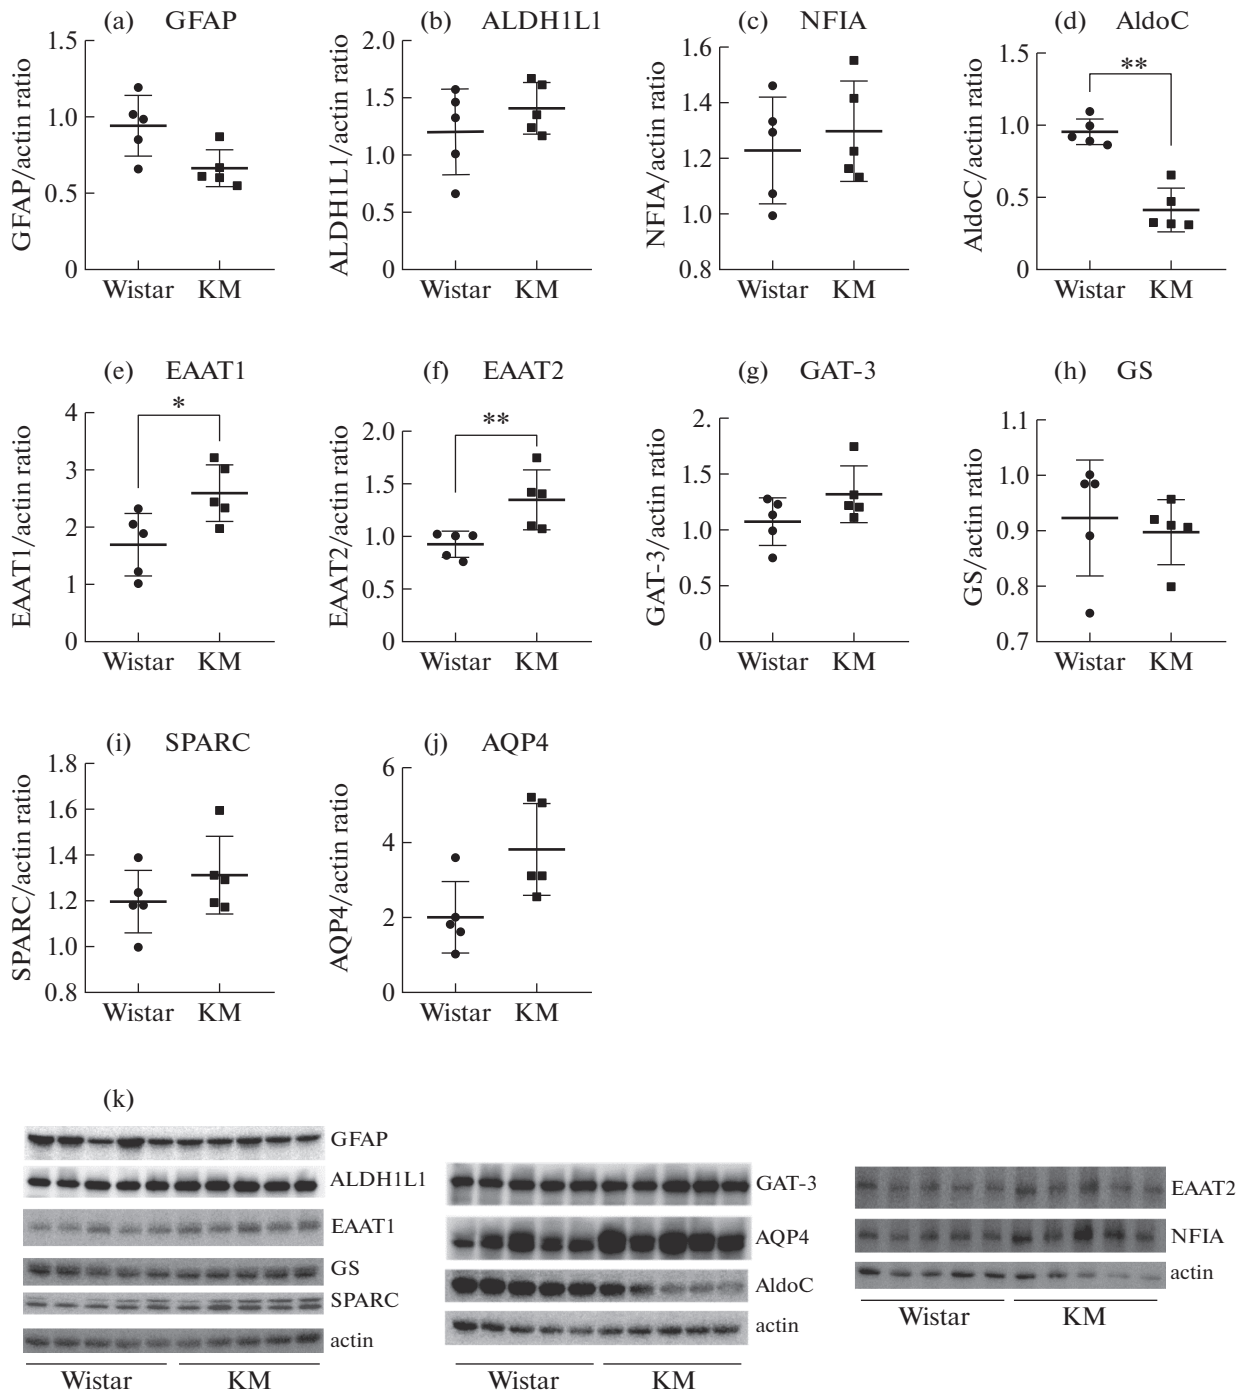 (a) GFAP
GFAP/actin ratio
1.5
1.0
0.5
0
Wistar KM
(b) ALDH1L1
ALDH1L1/actin ratio
2.0
1.5
1.0
0.5
0
Wistar KM
(c) NFIA
NFIA/actin ratio
1.6
1.4
1.2
1.0
0.8
Wistar KM
(d) AldoC
AldoC/actin ratio
**
1.5
1.0
0.5
0
Wistar KM
(e) EAAT1
EAAT1/actin ratio
*
4
3
2
1
0
Wistar KM
(f) EAAT2
EAAT2/actin ratio
**
2.0
1.5
1.0
0.5
0
Wistar KM
(g) GAT-3
GAT-3/actin ratio
2.
1.5
1.0
0.5
0
Wistar KM
(h) GS
GS/actin ratio
1.1
1.0
0.9
0.8
0.7
Wistar KM
(i) SPARC
SPARC/actin ratio
1.8
1.6
1.4
1.2
1.0
0.8
Wistar KM
(j) AQP4
AQP4/actin ratio
6
4
2
0
Wistar KM
(k)
GFAP
ALDH1L1
EAAT1
GS
SPARC
actin
Wistar KM
GAT-3
AQP4
AldoC
actin
Wistar KM
EAAT2
NFIA
actin
Wistar KM